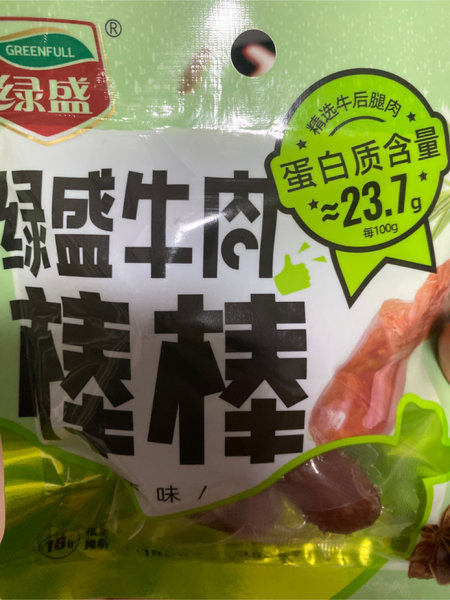 GREENFULL
®
绿盛
精选牛后腿肉
蛋白质含量
≈23.7g
每100g
绿盛牛肉
棒棒
味
18h